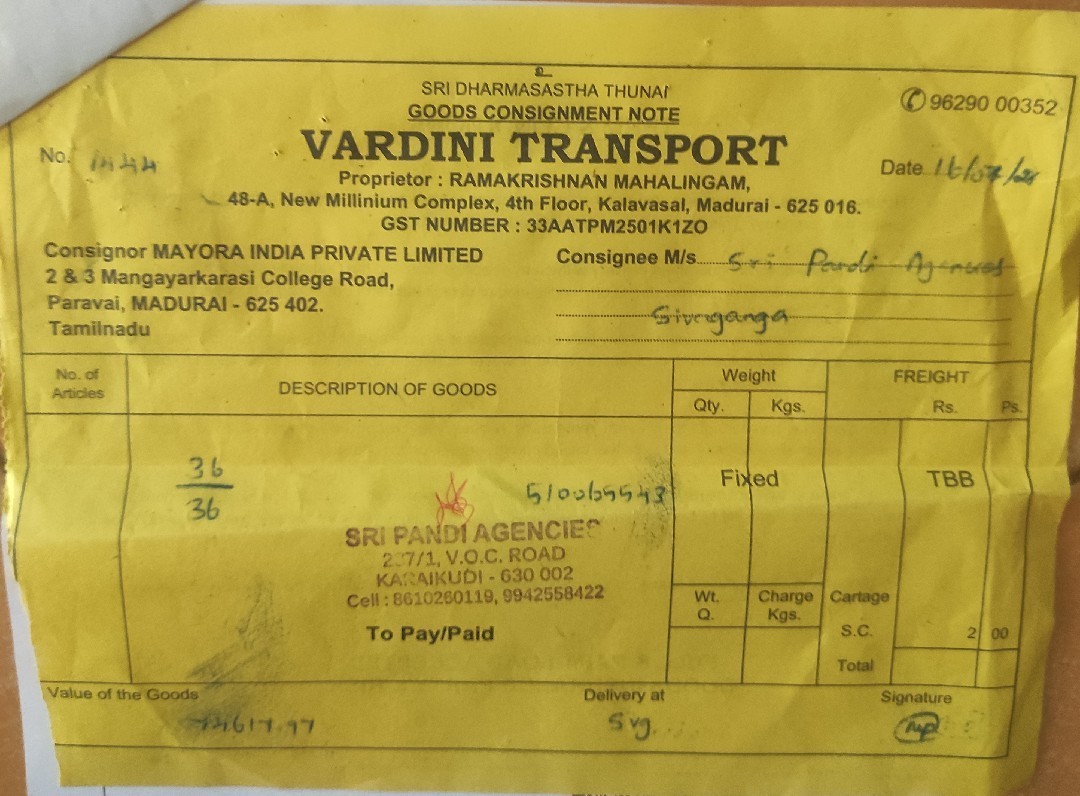 உ
SRI DHARMASASTHA THUNAI
GOODS CONSIGNMENT NOTE
✆ 96290 00352
VARDINI TRANSPORT
No. 1444
Date
Proprietor : RAMAKRISHNAN MAHALINGAM,
48-A, New Millinium Complex, 4th Floor, Kalavasal, Madurai - 625 016.
GST NUMBER : 33AATPM2501K1ZO
Consignor MAYORA INDIA PRIVATE LIMITED
2 & 3 Mangayarkarasi College Road,
Paravai, MADURAI - 625 402.
Tamilnadu
Consignee M/s. Sri Pandi Agencies
Sivaganga
No. of Articles
DESCRIPTION OF GOODS
Weight
Qty. Kgs.
FREIGHT
Rs. Ps.
36
36
510065543
Fixed
TBB
SRI PANDI AGENCIES
V.O.C. ROAD
KARAIKUDI - 630 002
Cell : 8610260119, 9942558422
To Pay/Paid
Wt. Q.
Charge Kgs.
Cartage
S.C. 2 00
Total
Value of the Goods
Delivery at
Svg.
Signature